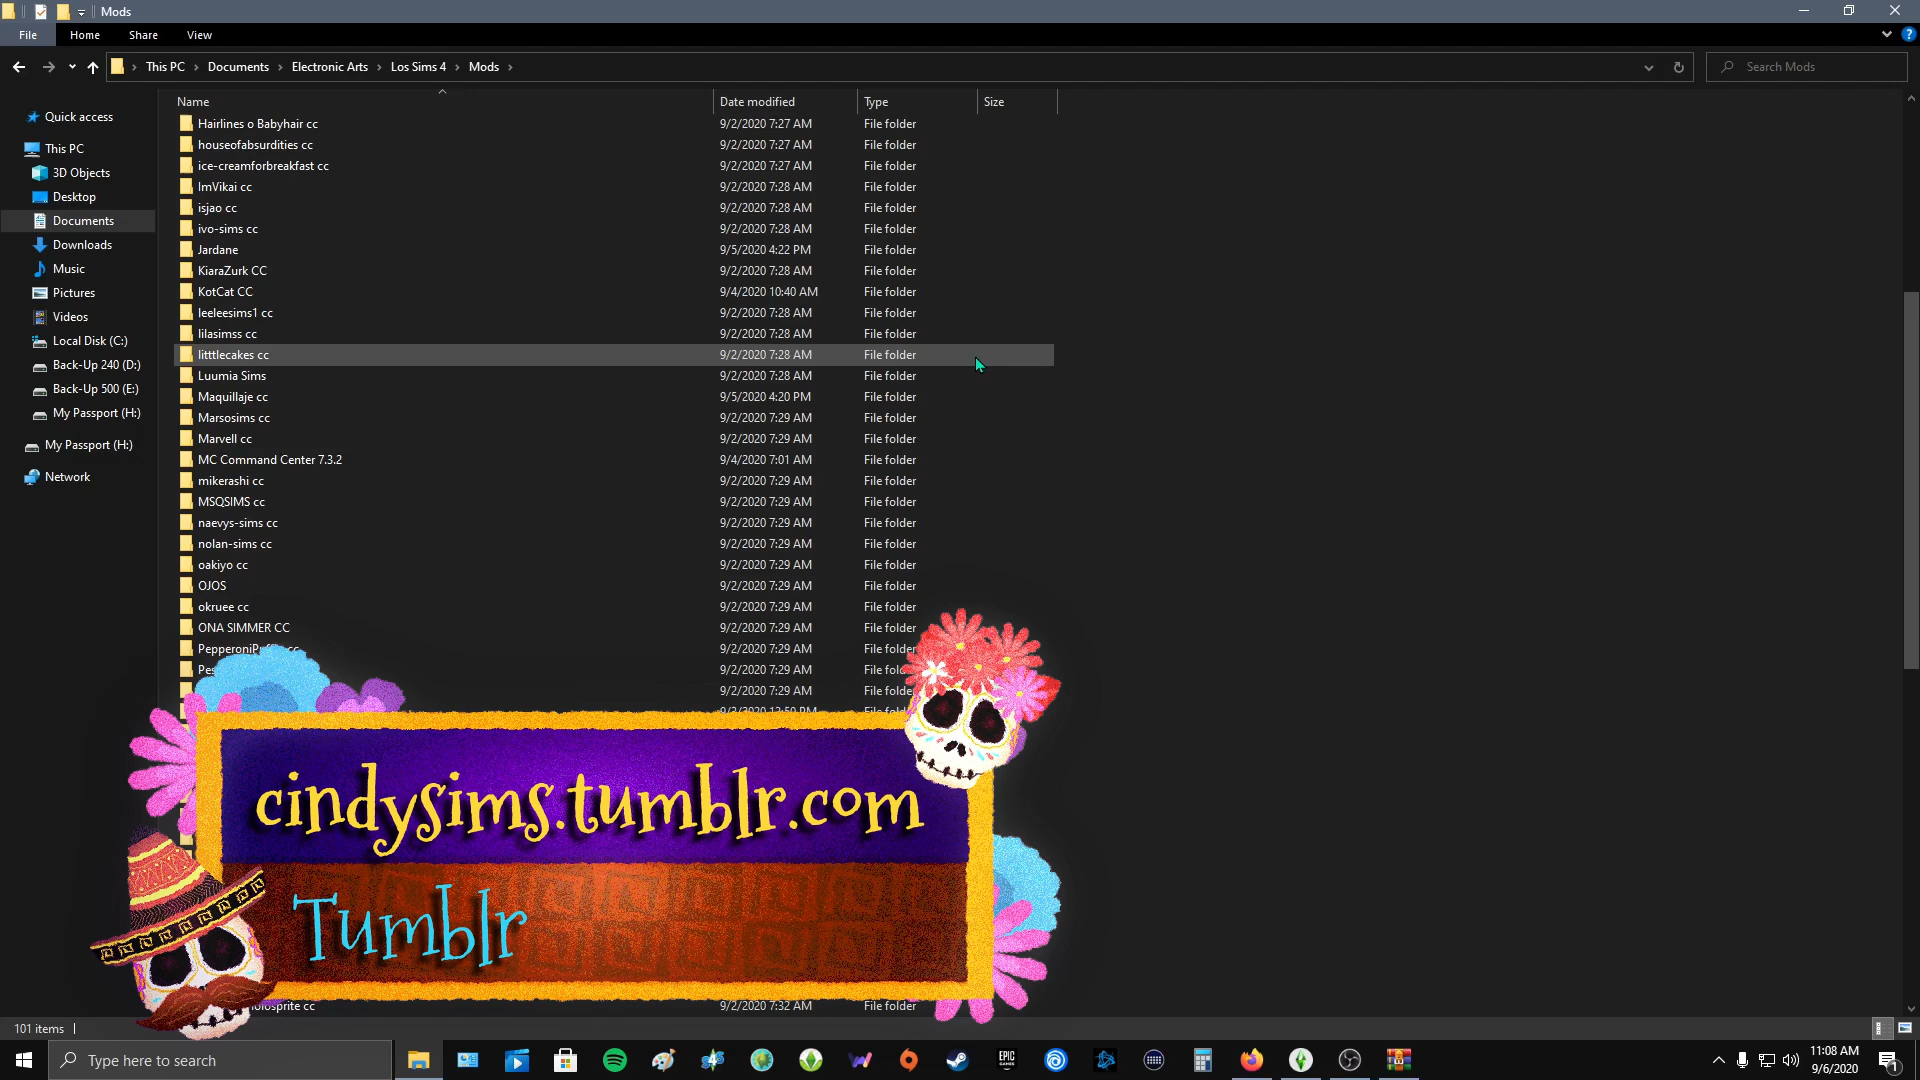 Mods
File Home Share View
This PC > Documents > Electronic Arts > Los Sims 4 > Mods >
Search Mods
Name Date modified Type Size
Quick access
This PC
3D Objects
Desktop
Documents
Downloads
Music
Pictures
Videos
Local Disk (C:)
Back-Up 240 (D:)
Back-Up 500 (E:)
My Passport (H:)
My Passport (H:)
Network
Hairlines o Babyhair cc 9/2/2020 7:27 AM File folder
houseofabsurdities cc 9/2/2020 7:27 AM File folder
ice-creamforbreakfast cc 9/2/2020 7:27 AM File folder
ImVikai cc 9/2/2020 7:28 AM File folder
isjao cc 9/2/2020 7:28 AM File folder
ivo-sims cc 9/2/2020 7:28 AM File folder
Jardane 9/5/2020 4:22 PM File folder
KiaraZurk CC 9/2/2020 7:28 AM File folder
KotCat CC 9/4/2020 10:40 AM File folder
leeleesims1 cc 9/2/2020 7:28 AM File folder
lilasimss cc 9/2/2020 7:28 AM File folder
litttlecakes cc 9/2/2020 7:28 AM File folder
Luumia Sims 9/2/2020 7:28 AM File folder
Maquillaje cc 9/5/2020 4:20 PM File folder
Marsosims cc 9/2/2020 7:29 AM File folder
Marvell cc 9/2/2020 7:29 AM File folder
MC Command Center 7.3.2 9/4/2020 7:01 AM File folder
mikerashi cc 9/2/2020 7:29 AM File folder
MSQSIMS cc 9/2/2020 7:29 AM File folder
naevys-sims cc 9/2/2020 7:29 AM File folder
nolan-sims cc 9/2/2020 7:29 AM File folder
oakiyo cc 9/2/2020 7:29 AM File folder
OJOS 9/2/2020 7:29 AM File folder
okruee cc 9/2/2020 7:29 AM File folder
ONA SIMMER CC 9/2/2020 7:29 AM File folder
9/2/2020 7:29 AM File folder
9/2/2020 7:29 AM
9/2/2020 7:29 AM
cindysims.tumblr.com
Tumblr
9/2/2020 7:32 AM File folder
101 items
Type here to search
EPIC GAMES
11:08 AM
9/6/2020
1